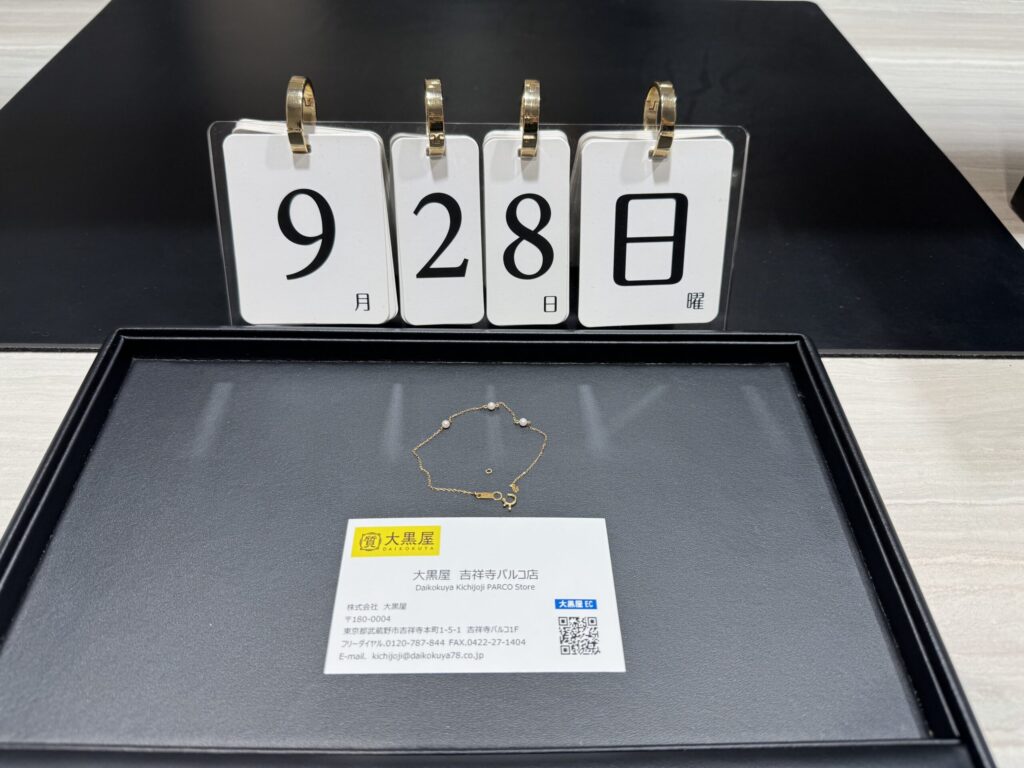 9月
28日
日曜
質 大黒屋
DAIKOKUYA
大黒屋 吉祥寺パルコ店
Daikokuya Kichijoji PARCO Store
株式会社 大黒屋
〒180-0004
東京都武蔵野市吉祥寺本町1-5-1 吉祥寺パルコ1F
フリーダイヤル.0120-787-844 FAX.0422-27-1404
E-mail. kichijoji@daikokuya78.co.jp
大黒屋 EC